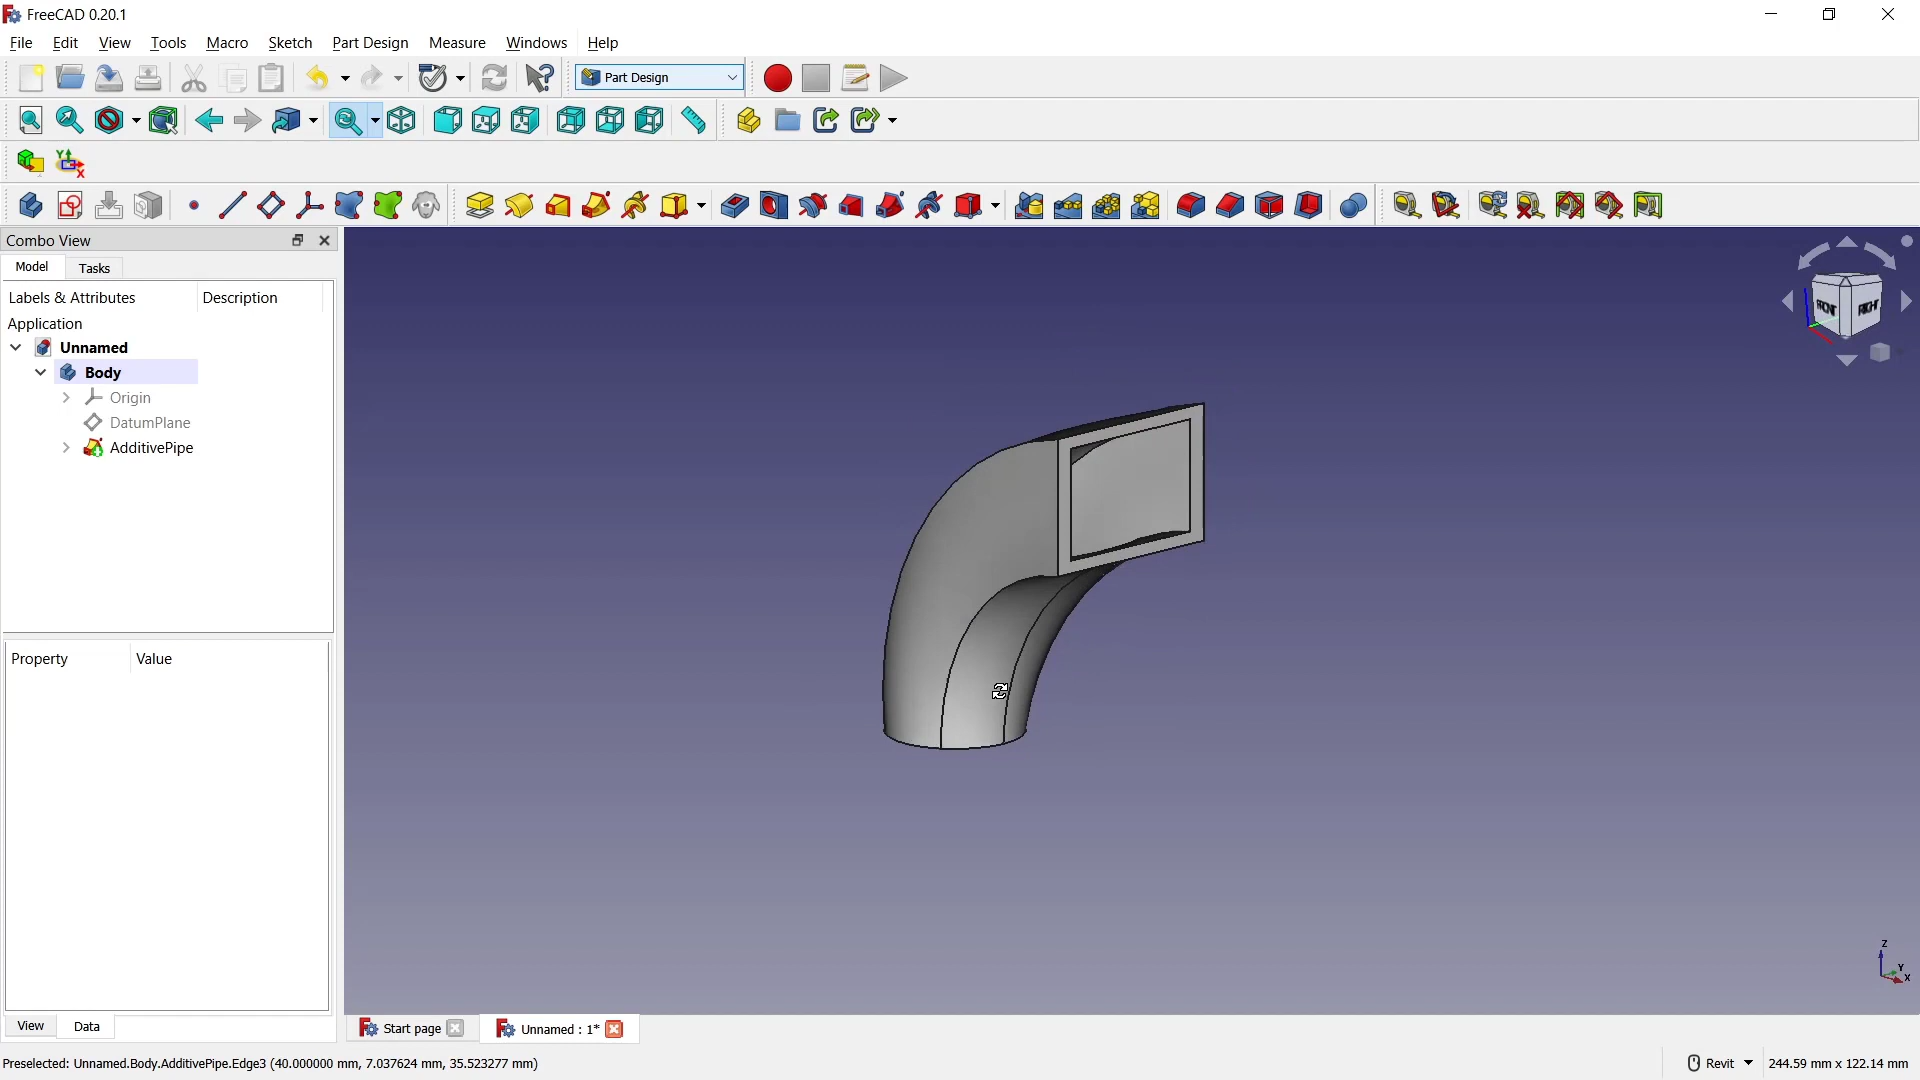 FreeCAD 0.20.1
File Edit View Tools Macro Sketch Part Design Measure Windows Help
Part Design
Y
X
Combo View
Model Tasks
Labels & Attributes Description
Application
Unnamed
Body
Origin
DatumPlane
AdditivePipe
FRONT RIGHT
Property Value
Z
Y
X
View Data
Start page Unnamed : 1*
Preselected: Unnamed.Body.AdditivePipe.Edge3 (40.000000 mm, 7.037624 mm, 35.523277 mm) Revit 244.59 mm x 122.14 mm